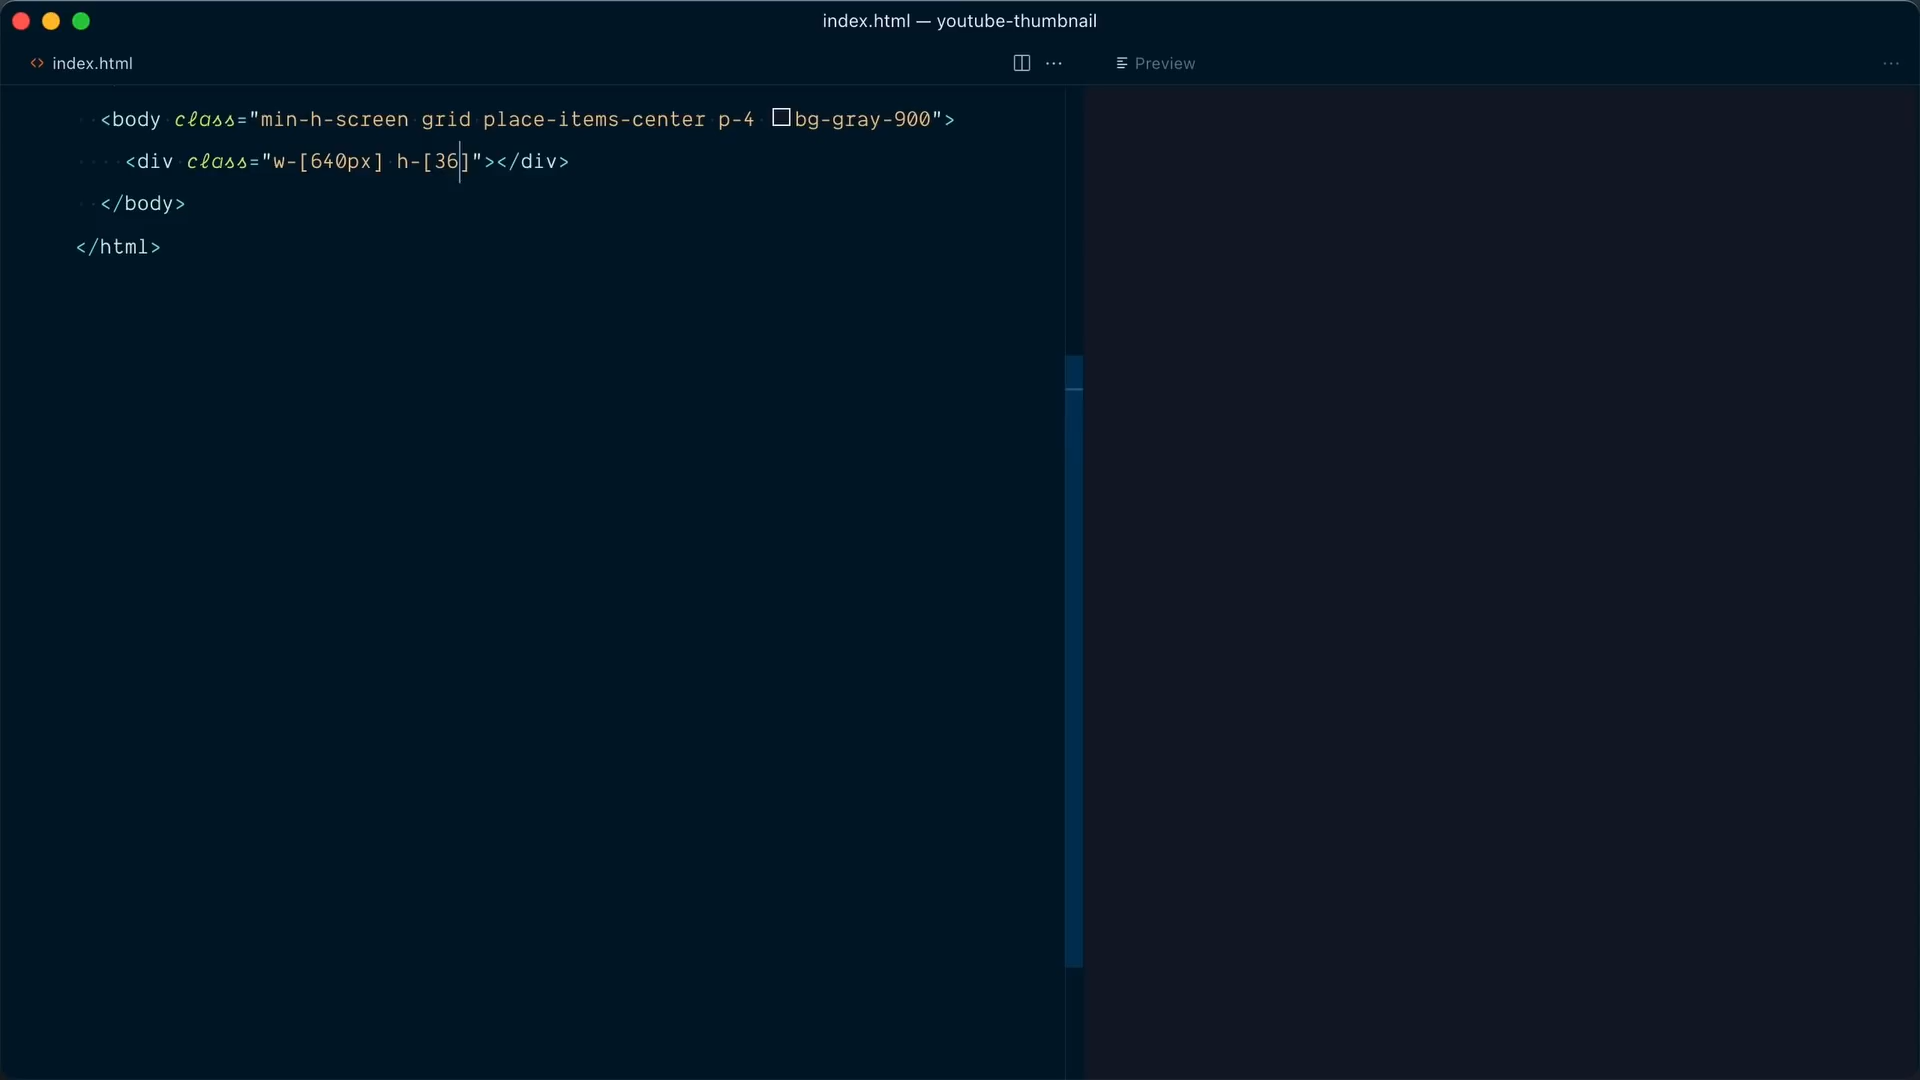 index.html — youtube-thumbnail
<> index.html
Preview
<body class="min-h-screen grid place-items-center p-4 bg-gray-900">
<div class="w-[640px] h-[36]"></div>
</body>
</html>